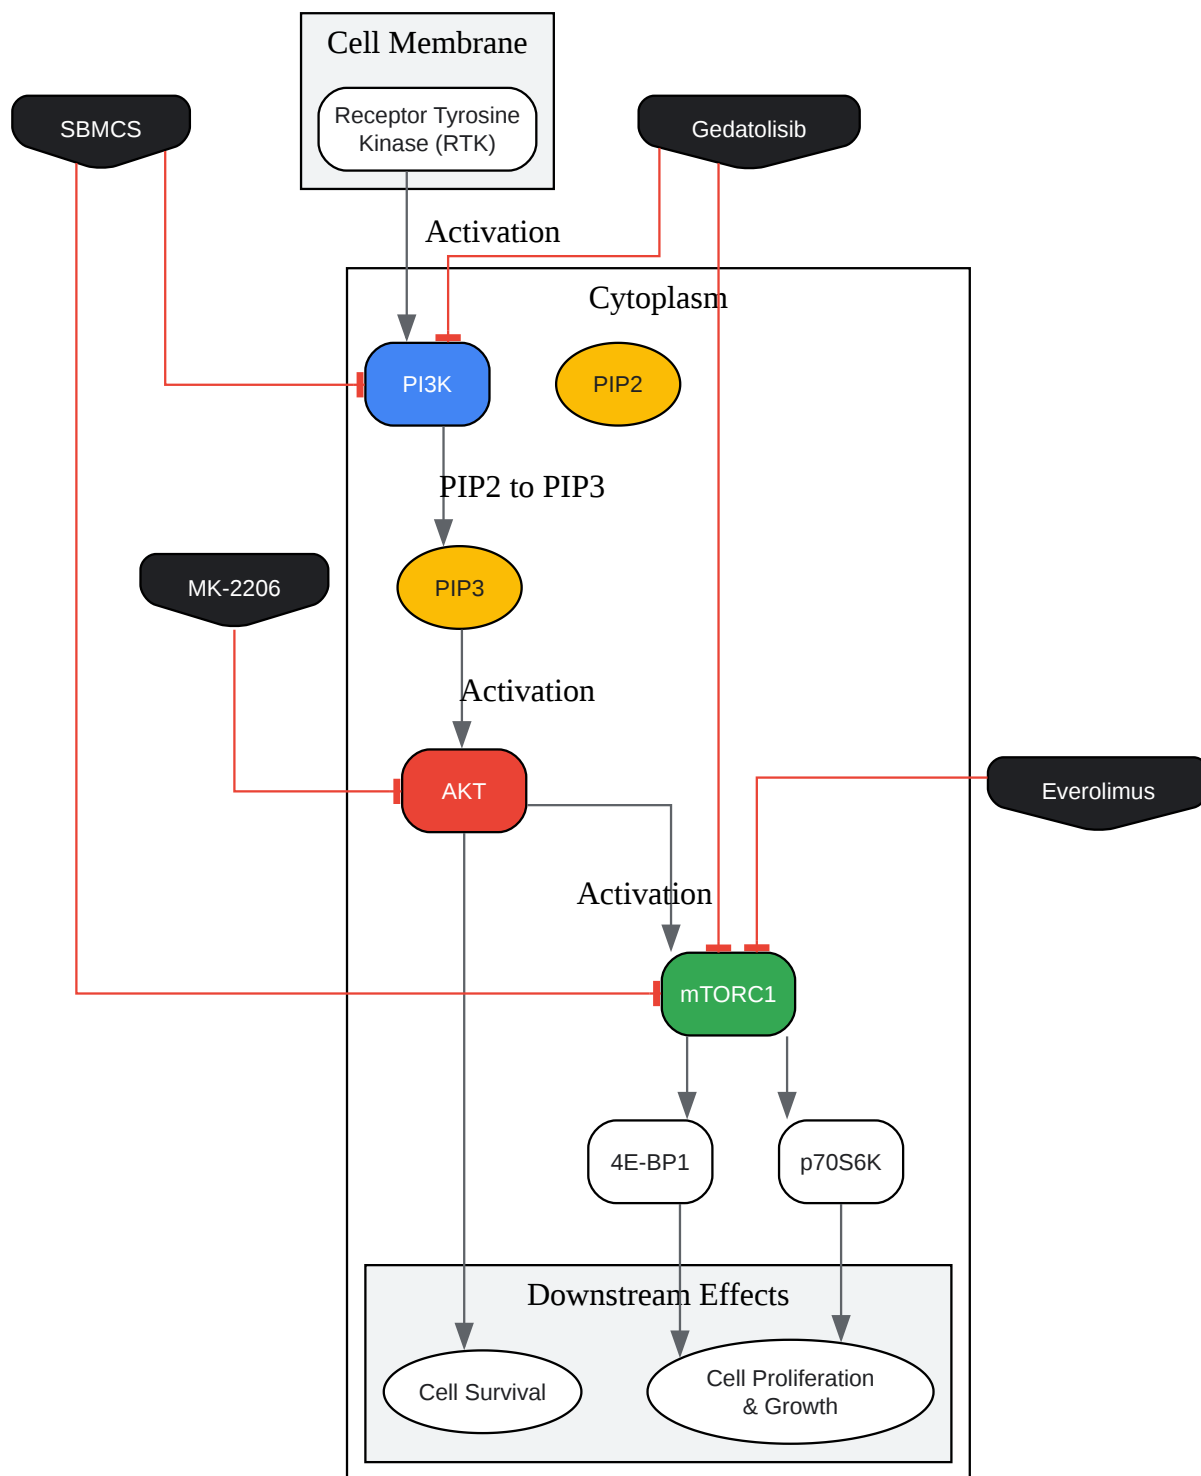 Cell Membrane
SBMCS
Receptor Tyrosine
Kinase (RTK)
Gedatolisib
Activation
Cytoplasm
PI3K
PIP2
PIP2 to PIP3
MK-2206
PIP3
Activation
AKT
Everolimus
Activation
mTORC1
4E-BP1
p70S6K
Downstream Effects
Cell Survival
Cell Proliferation
& Growth